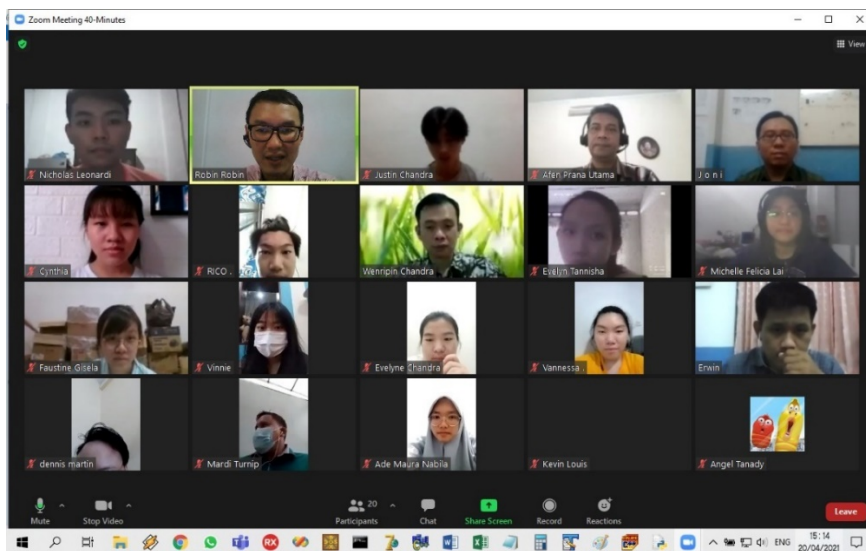 Zoom Meeting 40-Minutes
View
Nicholas Leonardi
Robin Robin
Justin Chandra
Afen Prana Utama
J o n i
Cynthia
RICO .
Wenripin Chandra
Evelyn Tannisha
Michelle Felicia Lai
Faustine Gisela
Vinnie
Evelyne Chandra
Vannessa .
Erwin
dennis martin
Mardi Turnip
Ade Maura Nabila
Kevin Louis
Angel Tanady
Mute
Stop Video
20
Participants
Chat
Share Screen
Record
Reactions
Leave
ENG
15:14
20/04/2021